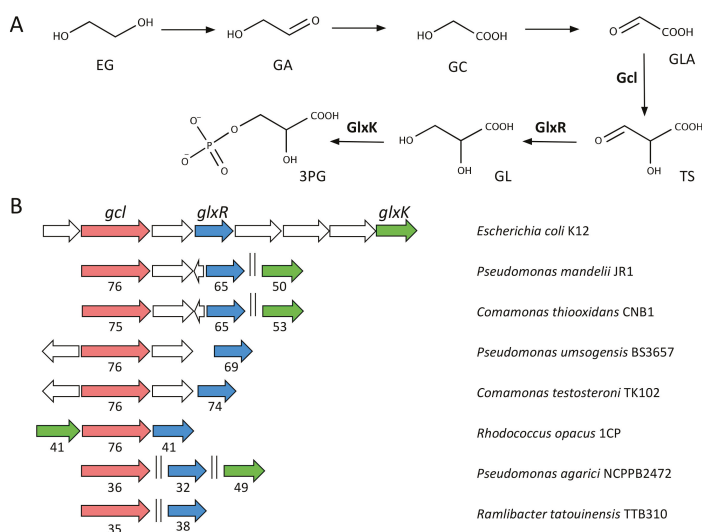 A
HO
OH
EG
HO
O
GA
HO
COOH
GC
O
COOH
GLA
Gcl
O
COOH
OH
TS
GlxR
HO
COOH
OH
GL
GlxK
O⁻
O⁻
P
O
O
COOH
OH
3PG
B
gcl glxR glxK
Escherichia coli K12
Pseudomonas mandelii JR1
76 65 50
Comamonas thiooxidans CNB1
75 65 53
Pseudomonas umsogensis BS3657
76 69
Comamonas testosteroni TK102
76 74
Rhodococcus opacus 1CP
41 76 41
Pseudomonas agarici NCPPB2472
36 32 49
Ramlibacter tatouinensis TTB310
35 38